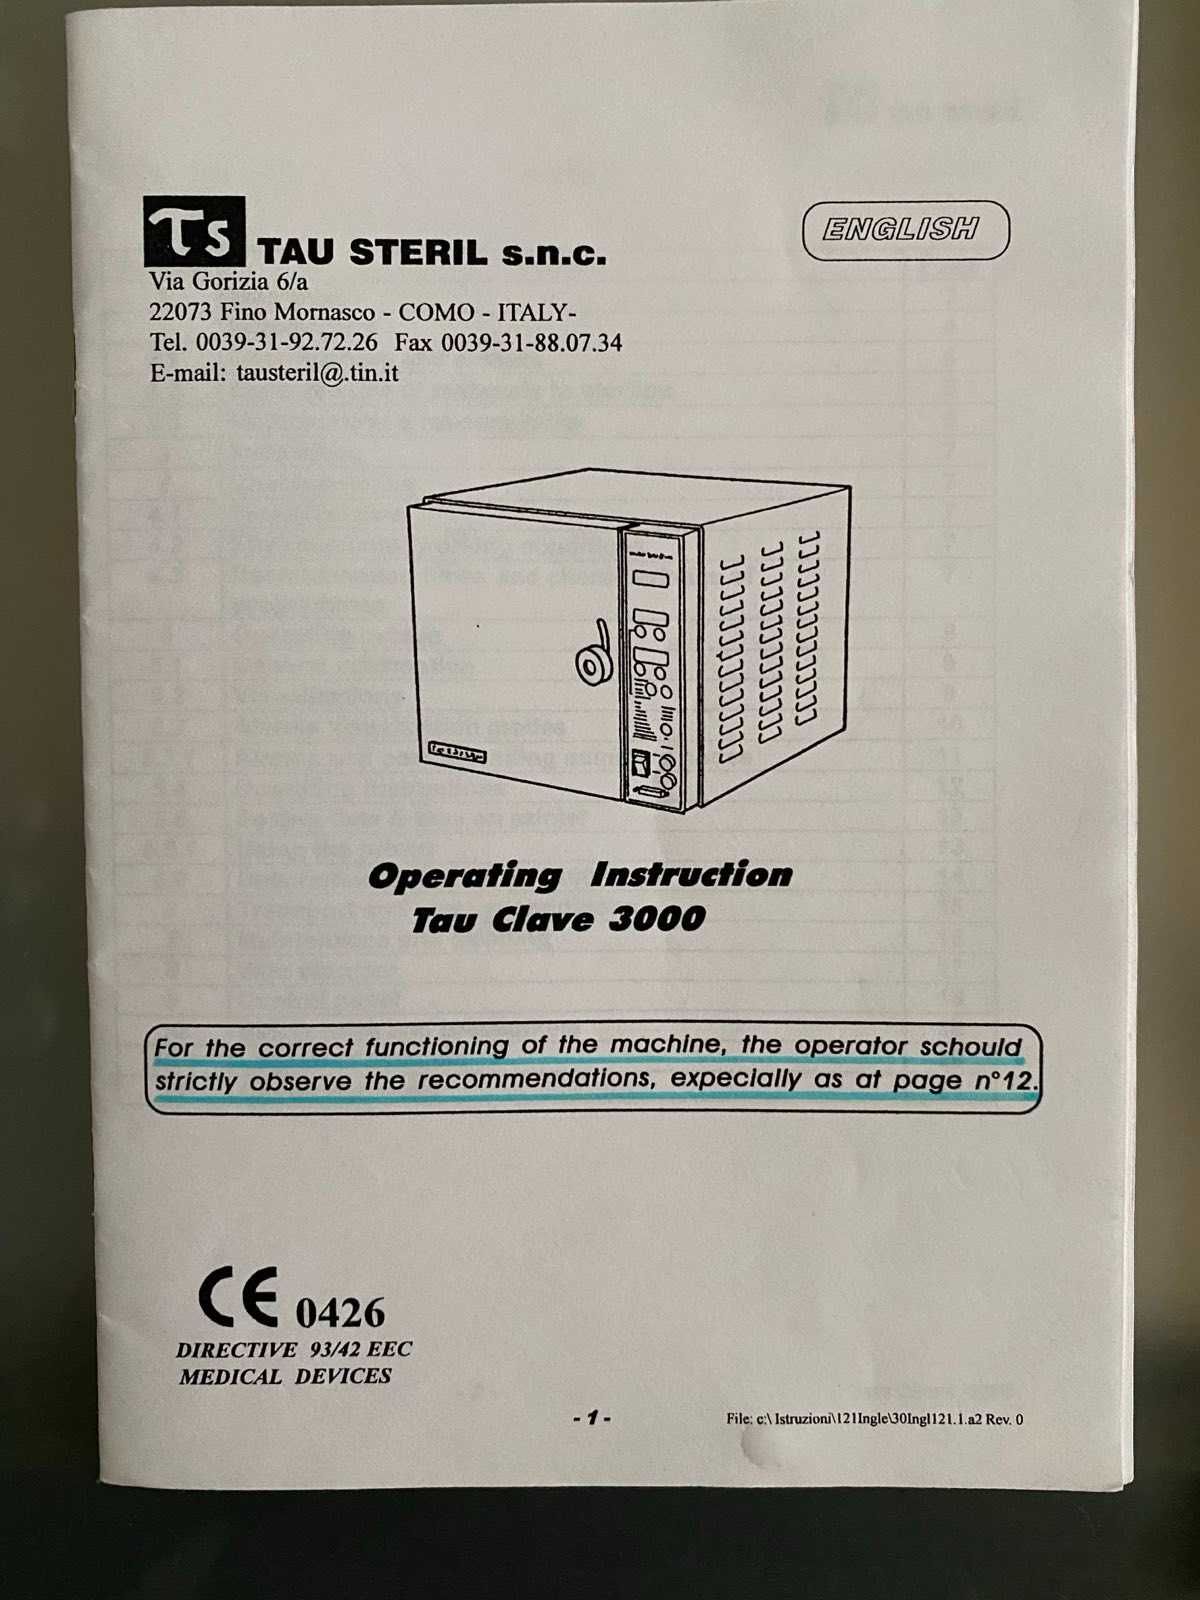 TS TAU STERIL s.n.c.
ENGLISH
Via Gorizia 6/a
22073 Fino Mornasco - COMO - ITALY-
Tel. 0039-31-92.72.26 Fax 0039-31-88.07.34
E-mail: tausteril@.tin.it
Operating Instruction
Tau Clave 3000
For the correct functioning of the machine, the operator schould
strictly observe the recommendations, expecially as at page n°12.
CE 0426
DIRECTIVE 93/42 EEC
MEDICAL DEVICES
- 1 -
File: c:\ Istruzioni\121Ingle\30Ingl121.1.a2 Rev. 0